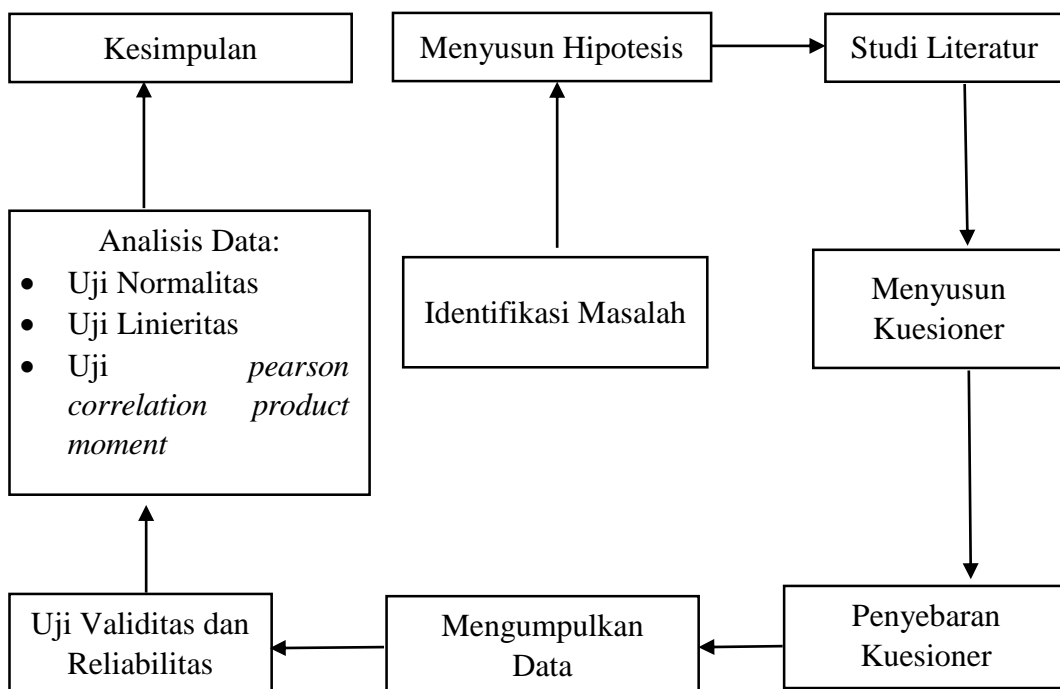 Kesimpulan
Menyusun Hipotesis
Studi Literatur
Analisis Data:
• Uji Normalitas
• Uji Linieritas
• Uji pearson
correlation product
moment
Identifikasi Masalah
Menyusun
Kuesioner
Uji Validitas dan
Reliabilitas
Mengumpulkan
Data
Penyebaran
Kuesioner